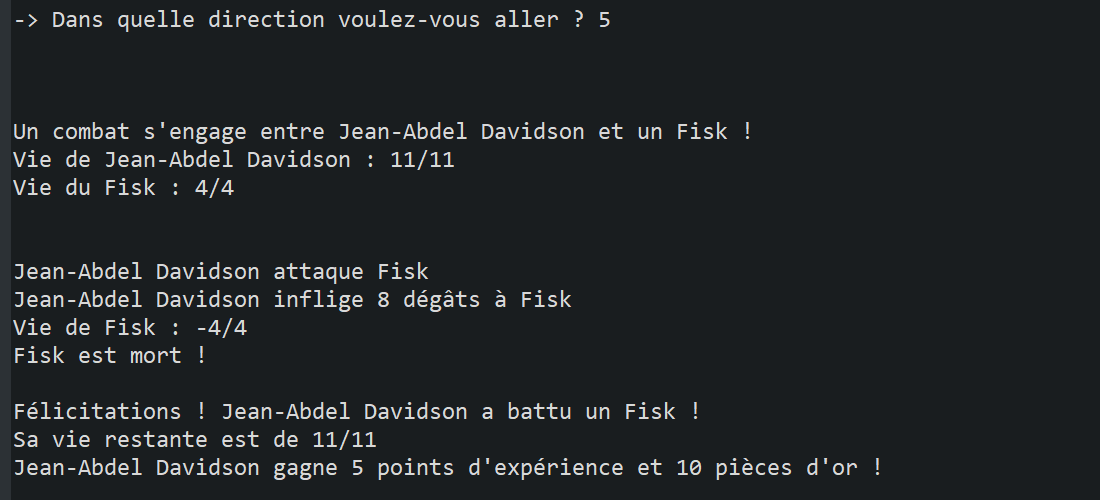 -> Dans quelle direction voulez-vous aller ? 5
Un combat s'engage entre Jean-Abdel Davidson et un Fisk !
Vie de Jean-Abdel Davidson : 11/11
Vie du Fisk : 4/4
Jean-Abdel Davidson attaque Fisk
Jean-Abdel Davidson inflige 8 dégâts à Fisk
Vie de Fisk : -4/4
Fisk est mort !
Félicitations ! Jean-Abdel Davidson a battu un Fisk !
Sa vie restante est de 11/11
Jean-Abdel Davidson gagne 5 points d'expérience et 10 pièces d'or !